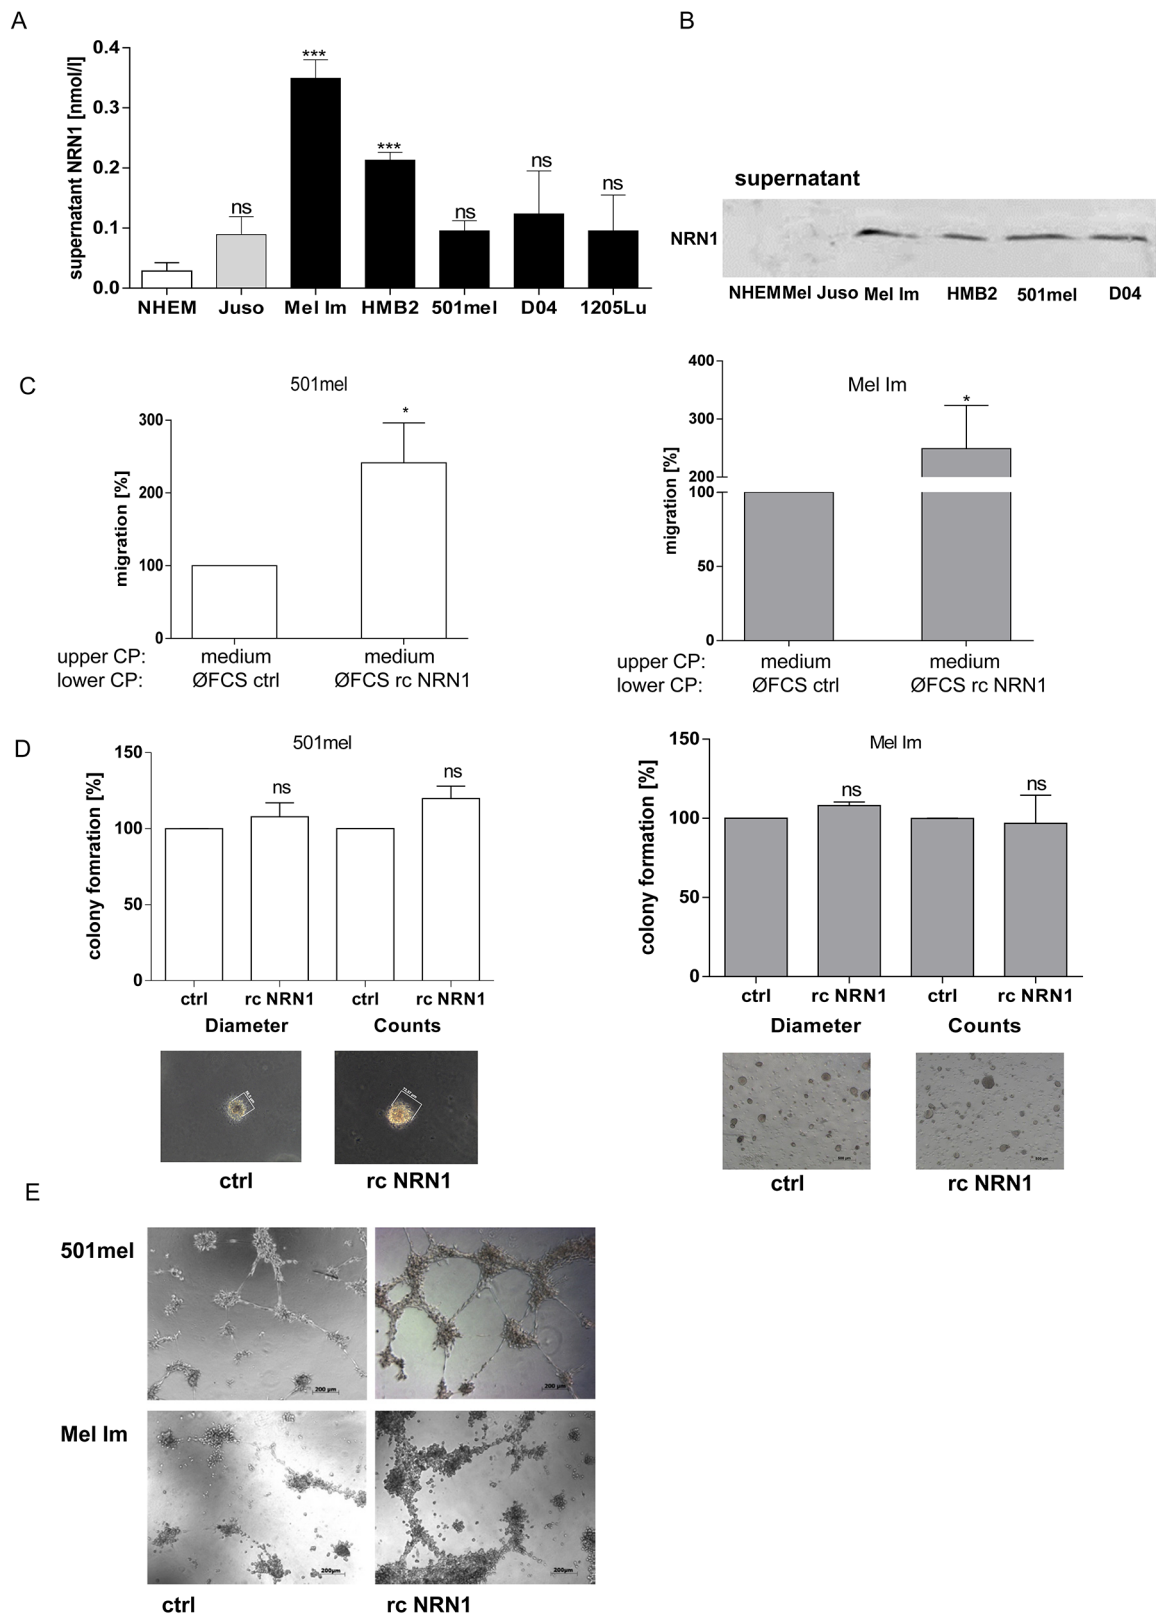 A
supernatant NRN1 [nmol/l]
0.4
0.3
0.2
0.1
0.0
ns
***
***
ns
ns
ns
NHEM Juso Mel Im HMB2 501mel D04 1205Lu
B
supernatant
NRN1
NHEM Mel Juso Mel Im HMB2 501mel D04
C
501mel
migration [%]
300
200
100
0
*
upper CP: medium medium
lower CP: ØFCS ctrl ØFCS rc NRN1
Mel Im
migration [%]
400
300
200
100
50
0
*
upper CP: medium medium
lower CP: ØFCS ctrl ØFCS rc NRN1
D
501mel
colony fomration [%]
150
100
50
0
ns
ns
ctrl rc NRN1 ctrl rc NRN1
Diameter Counts
ctrl rc NRN1
Mel Im
colony formation [%]
150
100
50
0
ns
ns
ctrl rc NRN1 ctrl rc NRN1
Diameter Counts
ctrl rc NRN1
E
501mel
200 µm
200 µm
Mel Im
200µm
200µm
ctrl rc NRN1